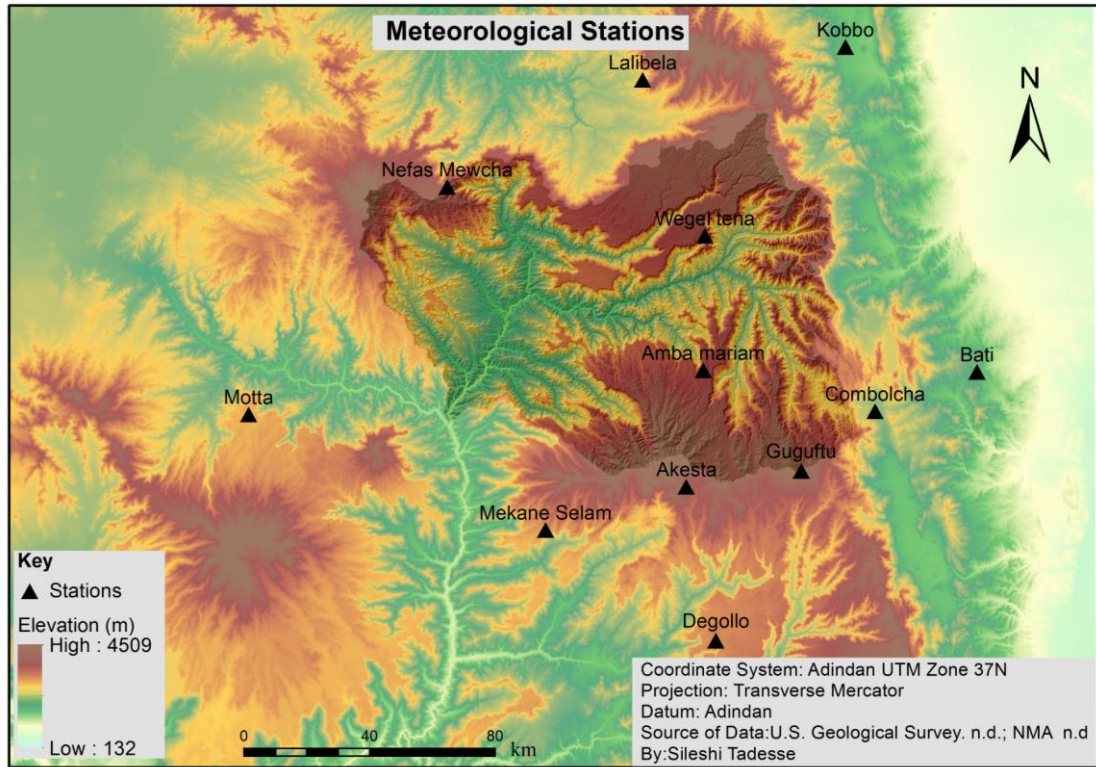 Meteorological Stations
Kobbo
Lalibela
N
Nefas Mewcha
Wegel tena
Amba mariam
Bati
Motta
Combolcha
Guguftu
Akesta
Mekane Selam
Degollo
Key
Stations
Elevation (m)
High : 4509
Low : 132
0 20 40 80
km
Coordinate System: Adindan UTM Zone 37N
Projection: Transverse Mercator
Datum: Adindan
Source of Data:U.S. Geological Survey. n.d.; NMA n.d
By:Sileshi Tadesse